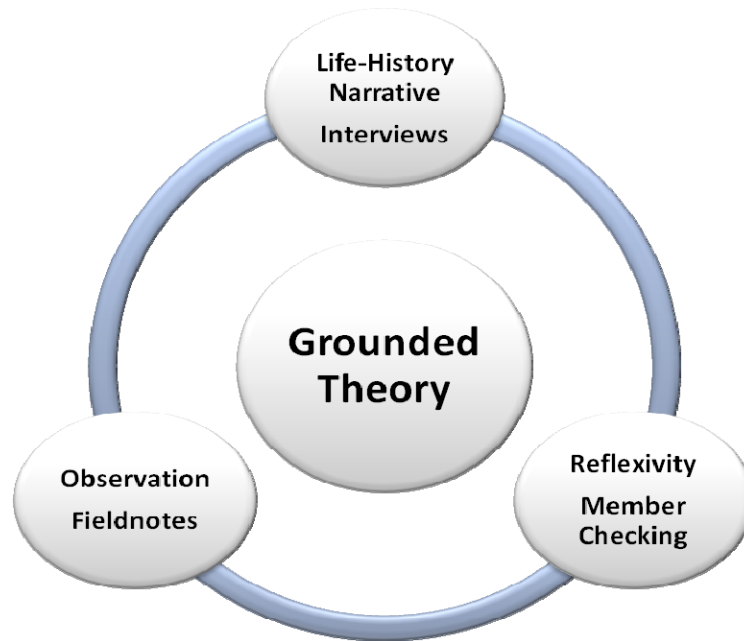 Life-History
Narrative
Interviews
Grounded
Theory
Observation
Fieldnotes
Reflexivity
Member
Checking